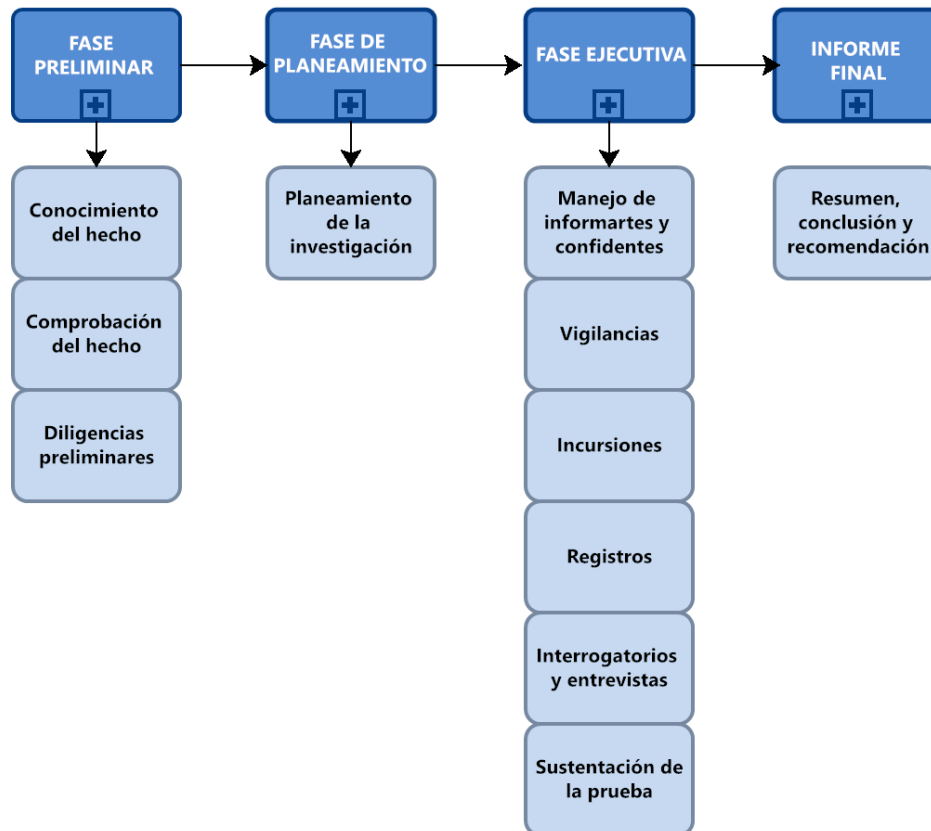 FASE
PRELIMINAR
FASE DE
PLANEAMIENTO
FASE EJECUTIVA
INFORME
FINAL
Conocimiento
del hecho
Comprobación
del hecho
Diligencias
preliminares
Planeamiento
de la
investigación
Manejo de
informartes y
confidentes
Vigilancias
Incursiones
Registros
Interrogatorios
y entrevistas
Sustentación de
la prueba
Resumen,
conclusión y
recomendación